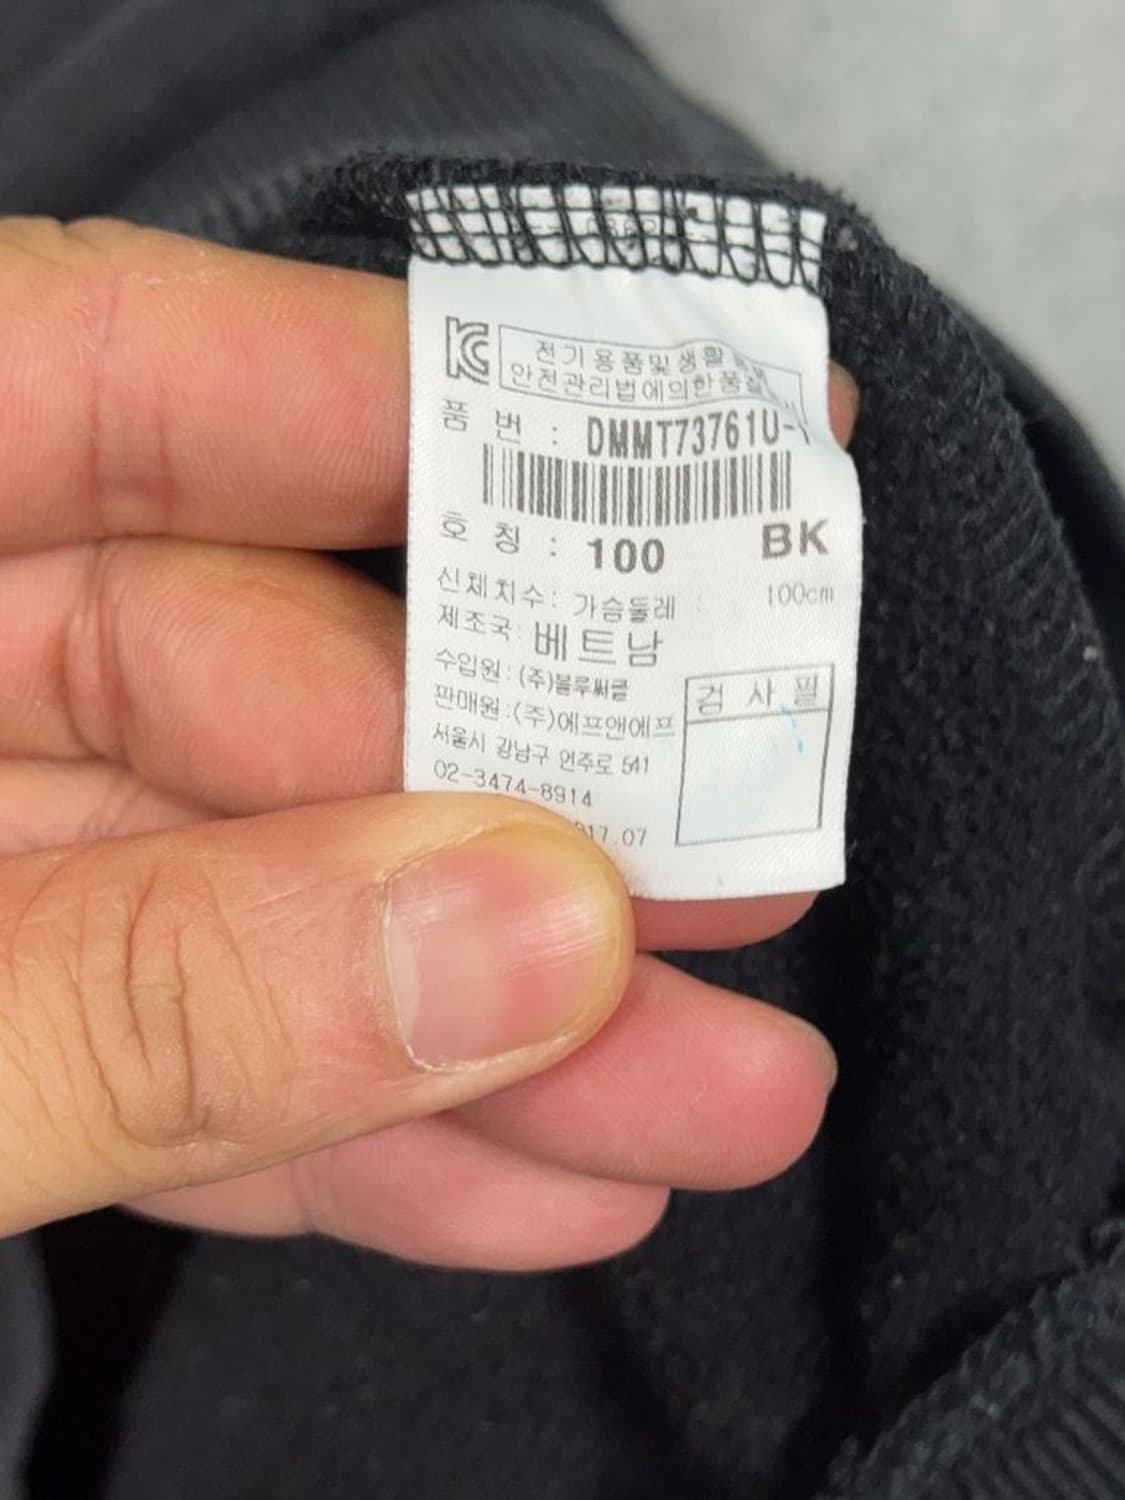 KC
전기용품및생활
안전관리법에의한품질
품 번 : DMMT73761U-
호 칭 : 100 BK
신체치수: 가슴둘레 : 100cm
제조국: 베트남
수입원:(주)블루써클
판매원:(주)에프앤에프
서울시 강남구 언주로 541
02-3474-8914
17.07
검 사 필